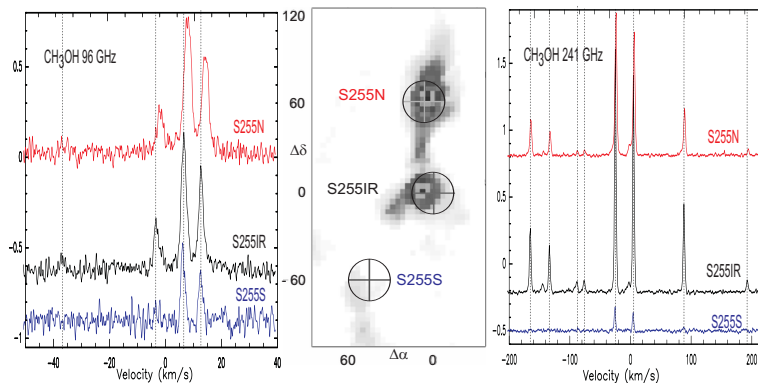 CH₃OH 96 GHz
S255N
S255IR
S255S
0.5
0
-0.5
-1
-40
-20
0
20
40
Velocity (km/s)
120
60
Δδ
0
- 60
S255N
S255IR
S255S
60
Δα
0
CH₃OH 241 GHz
S255N
S255IR
S255S
1.5
1
0.5
0
-0.5
-200
-100
0
100
200
Velocity (km/s)